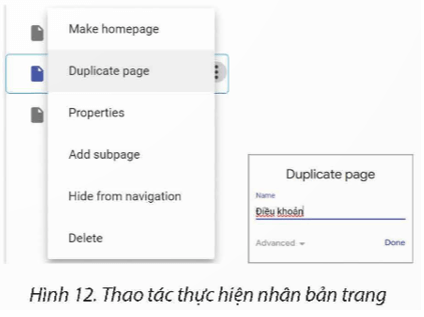 Make homepage
Duplicate page
Properties
Add subpage
Hide from navigation
Delete
Duplicate page
Name
Điều khoản
Advanced
Done
Hình 12. Thao tác thực hiện nhân bản trang